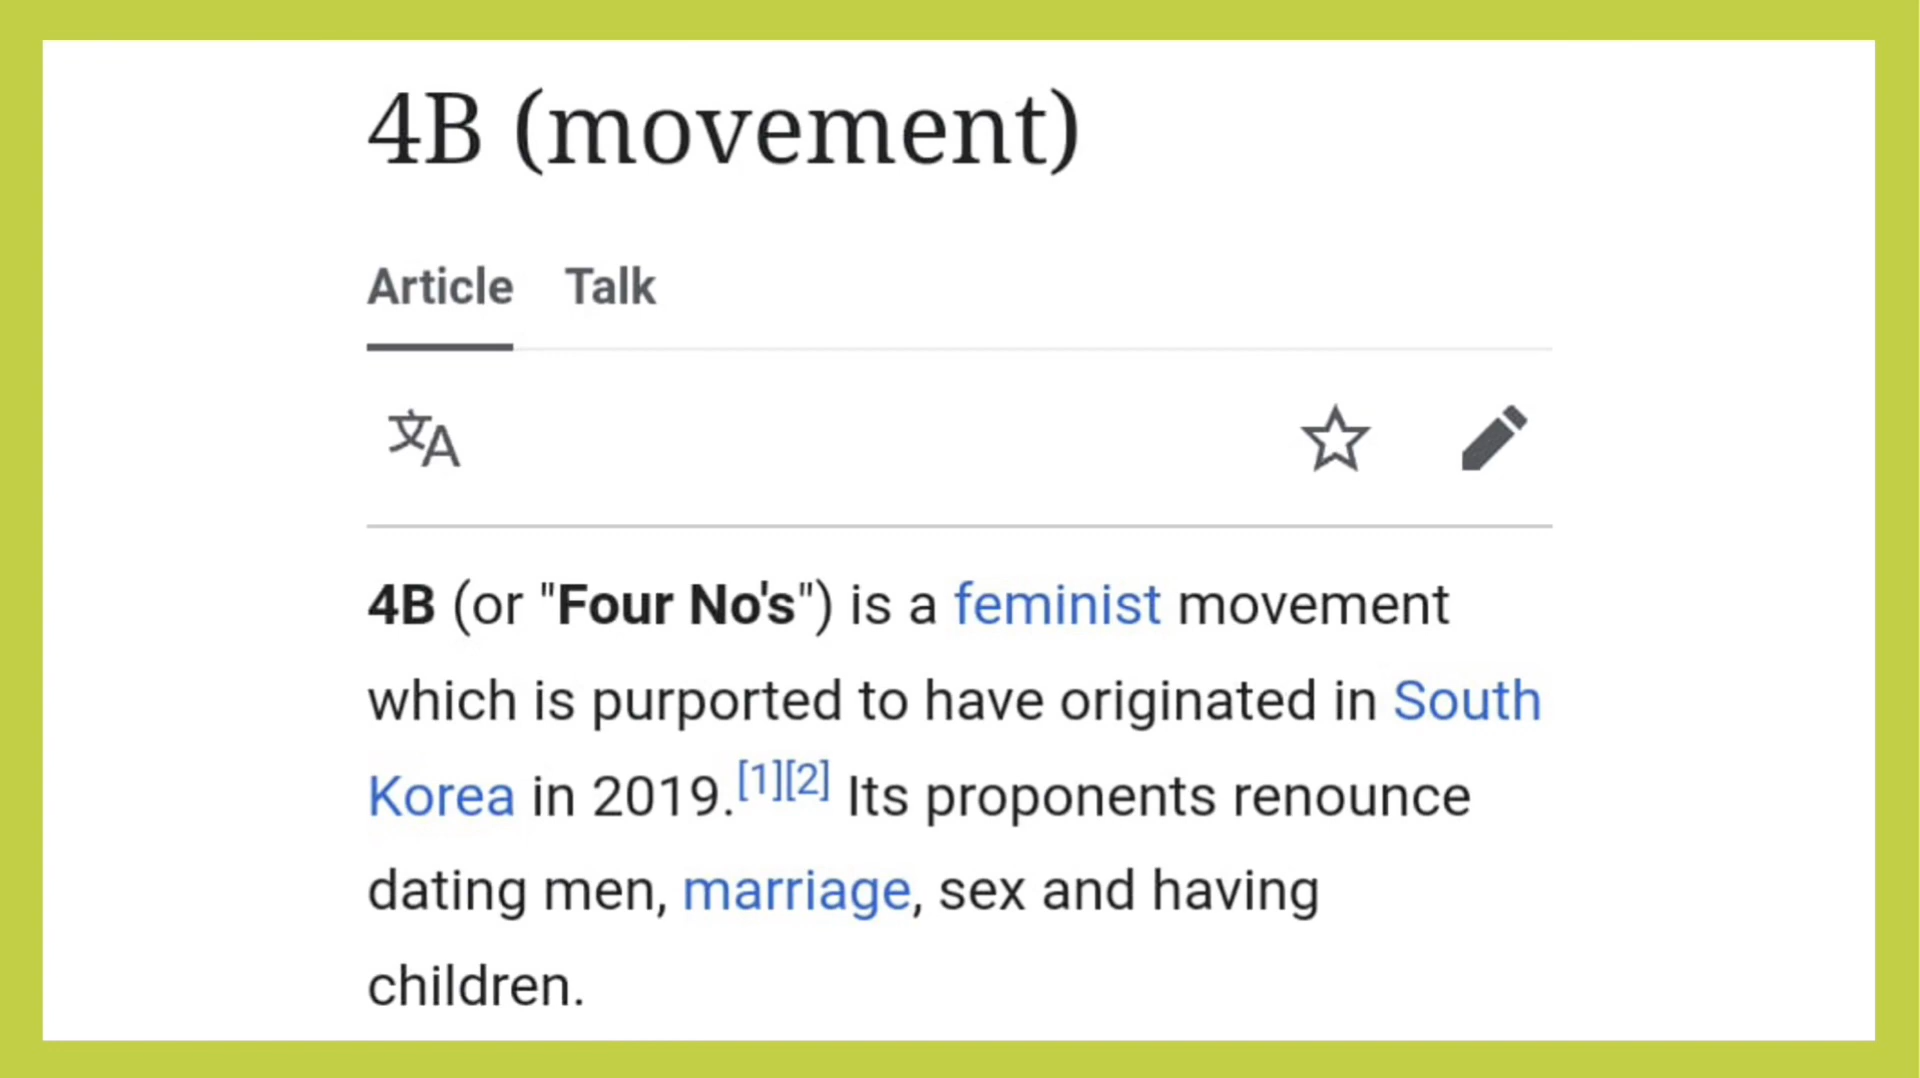 4B (movement)
Article Talk
文A
4B (or "Four No's") is a feminist movement
which is purported to have originated in South
Korea in 2019.[1][2] Its proponents renounce
dating men, marriage, sex and having
children.